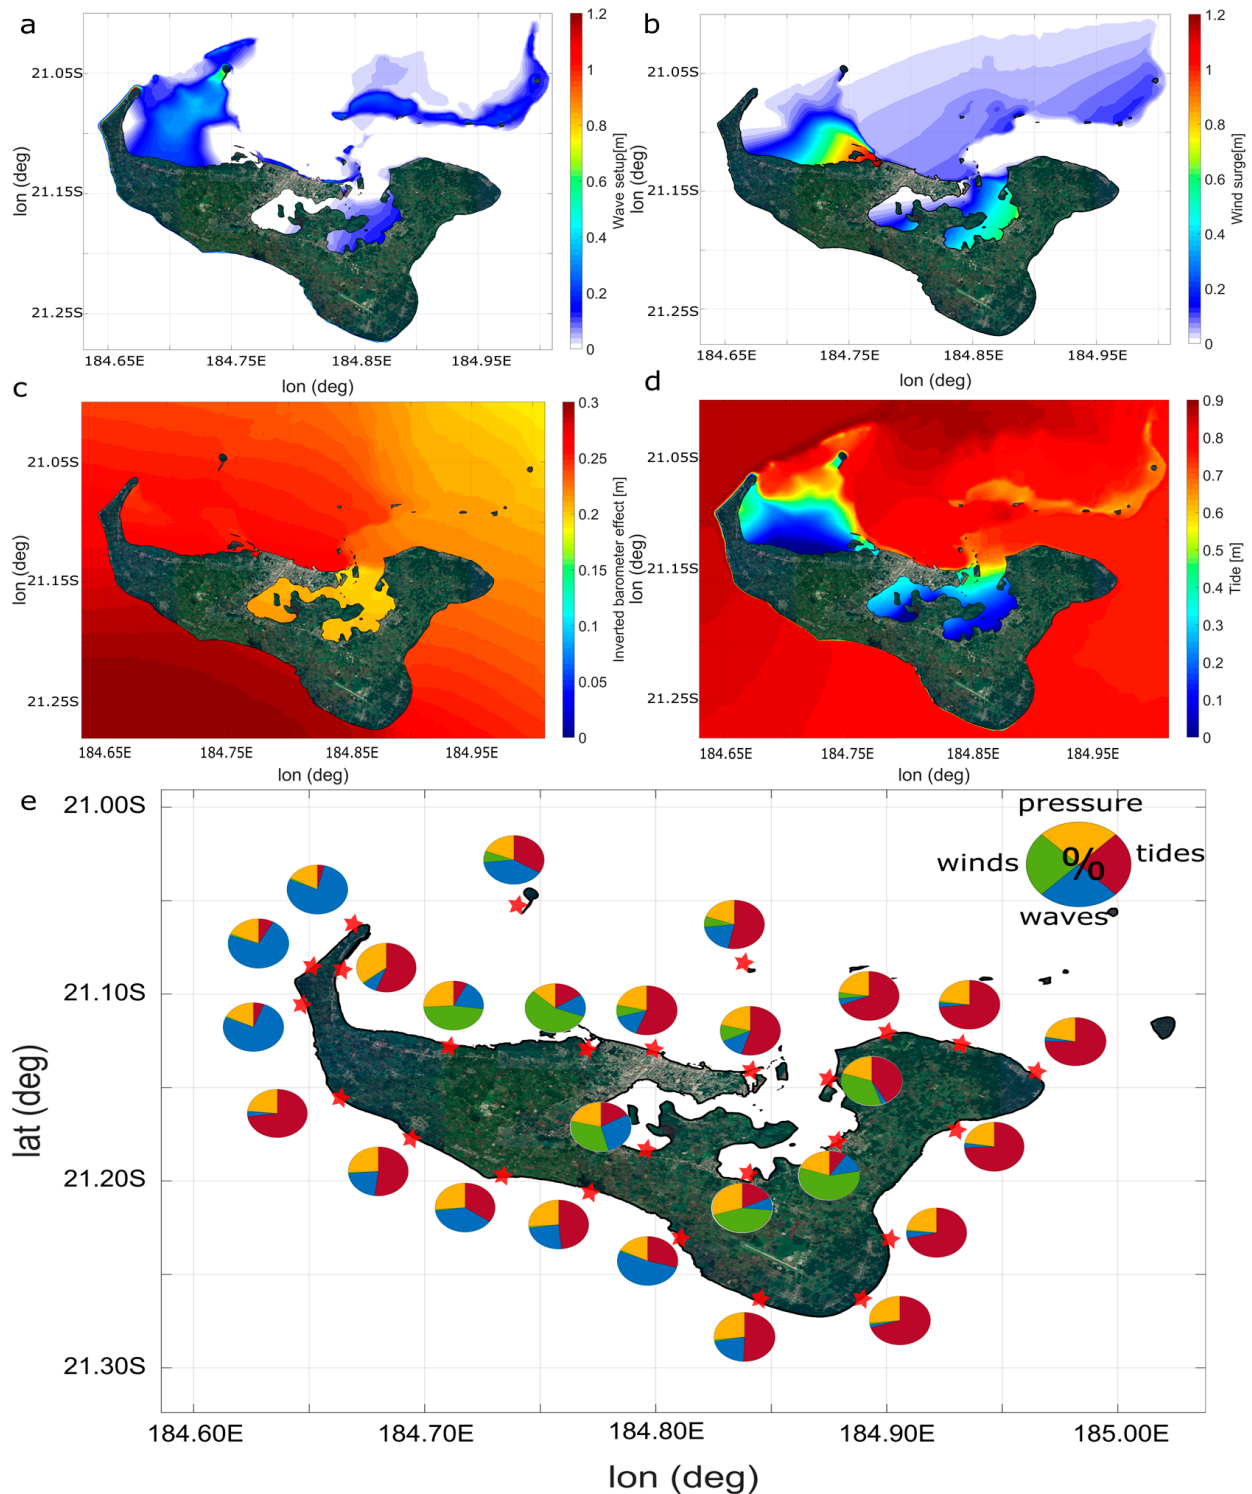 a
21.05S
21.15S
21.25S
lon (deg)
184.65E 184.75E 184.85E 184.95E
lon (deg)
1.2
1
0.8
0.6
0.4
0.2
0
Wave setup[m]
b
21.05S
21.15S
21.25S
lon (deg)
184.65E 184.75E 184.85E 184.95E
lon (deg)
1.2
1
0.8
0.6
0.4
0.2
0
Wind surge[m]
c
21.05S
21.15S
21.25S
lon (deg)
184.65E 184.75E 184.85E 184.95E
lon (deg)
0.3
0.25
0.2
0.15
0.1
0.05
0
Inverted barometer effect [m]
d
21.05S
21.15S
21.25S
lon (deg)
184.65E 184.75E 184.85E 184.95E
lon (deg)
0.9
0.8
0.7
0.6
0.5
0.4
0.3
0.2
0.1
0
Tide [m]
e
21.00S
21.10S
21.20S
21.30S
lat (deg)
pressure
winds % tides
waves
184.60E 184.70E 184.80E 184.90E 185.00E
lon (deg)